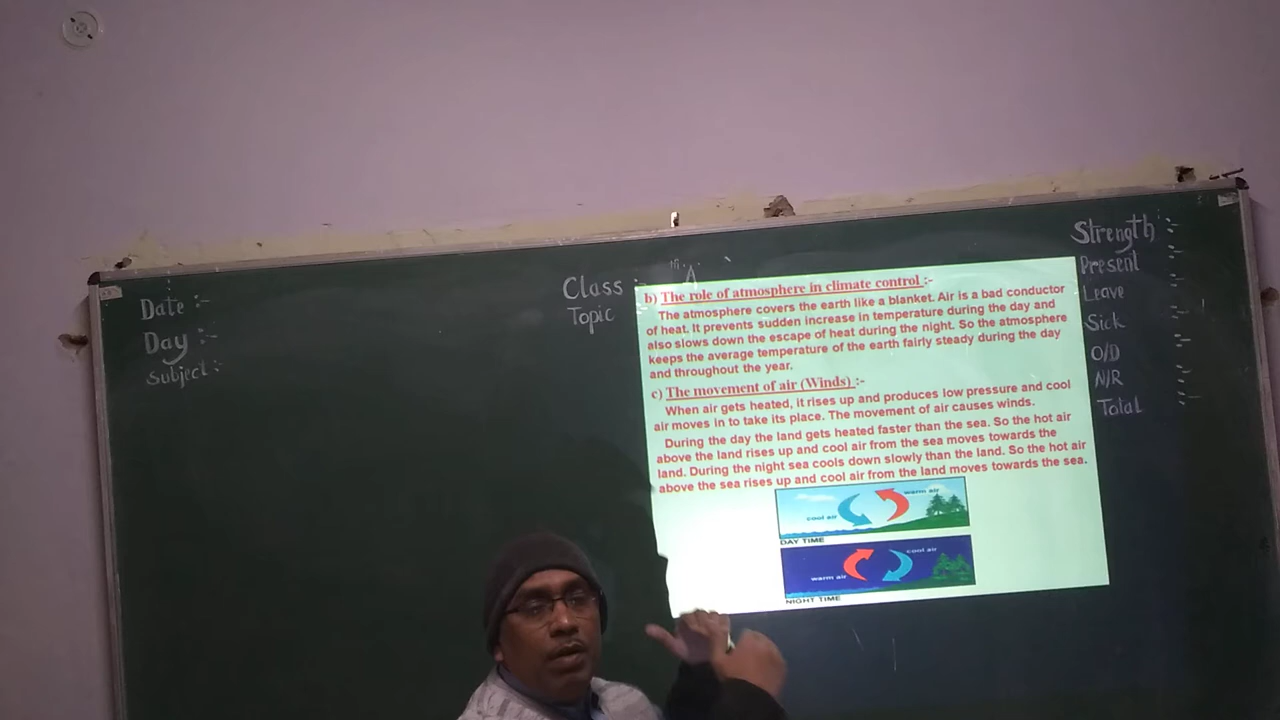 Date :-
Day :-
Subject :-
Class :- th A
Topic
Strength :
Present
Leave
Sick
O/D
N/R
Total
b) The role of atmosphere in climate control :-
The atmosphere covers the earth like a blanket. Air is a bad conductor
of heat. It prevents sudden increase in temperature during the day and
also slows down the escape of heat during the night. So the atmosphere
keeps the average temperature of the earth fairly steady during the day
and throughout the year.
c) The movement of air (Winds) :-
When air gets heated, it rises up and produces low pressure and cool
air moves in to take its place. The movement of air causes winds.
During the day the land gets heated faster than the sea. So the hot air
above the land rises up and cool air from the sea moves towards the
land. During the night sea cools down slowly than the land. So the hot air
above the sea rises up and cool air from the land moves towards the sea.
warm air
cool air
DAY TIME
cool air
warm air
NIGHT TIME